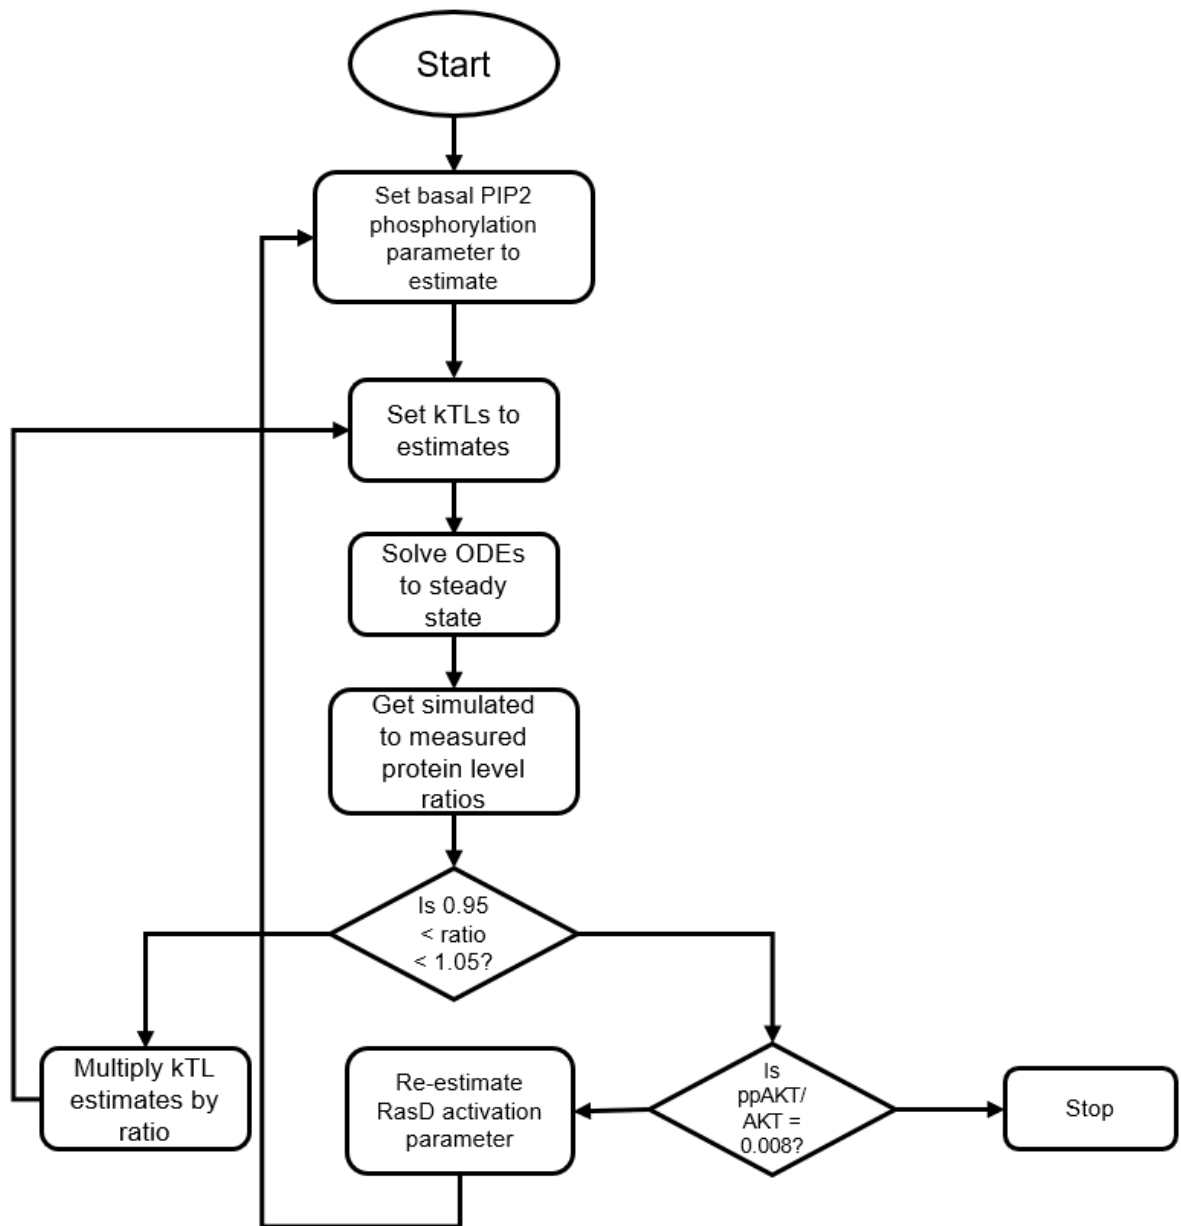 Start
Set basal PIP2
phosphorylation
parameter to
estimate
Set kTLs to
estimates
Solve ODEs
to steady
state
Get simulated
to measured
protein level
ratios
Is 0.95
< ratio
< 1.05?
Multiply kTL
estimates by
ratio
Re-estimate
RasD activation
parameter
Is
ppAKT/
AKT =
0.008?
Stop